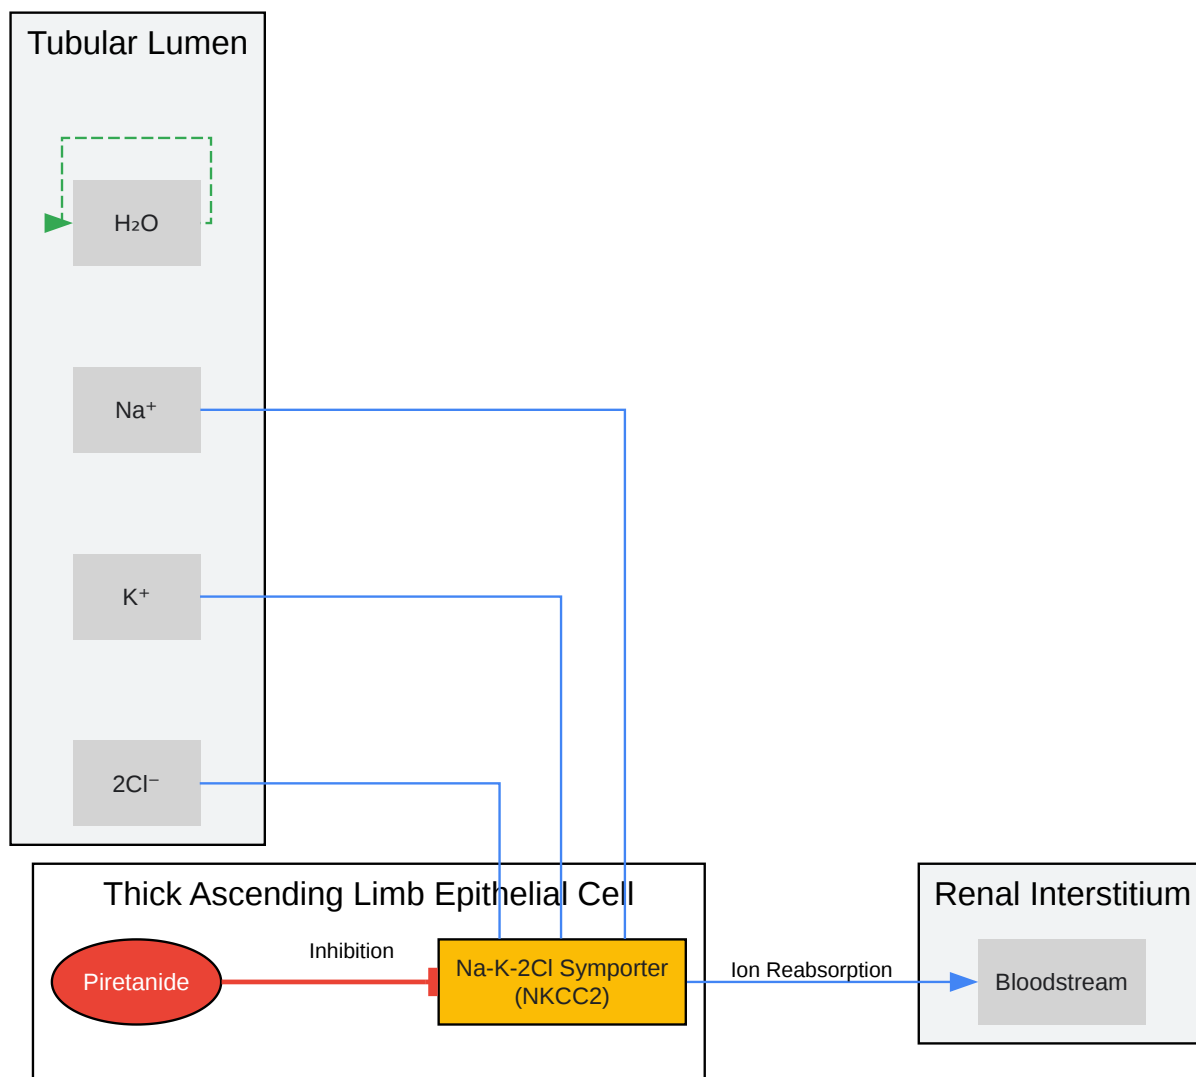 Tubular Lumen
H₂O
Na⁺
K⁺
2Cl⁻
Thick Ascending Limb Epithelial Cell
Inhibition
Piretanide
Na-K-2Cl Symporter
(NKCC2)
Ion Reabsorption
Renal Interstitium
Bloodstream